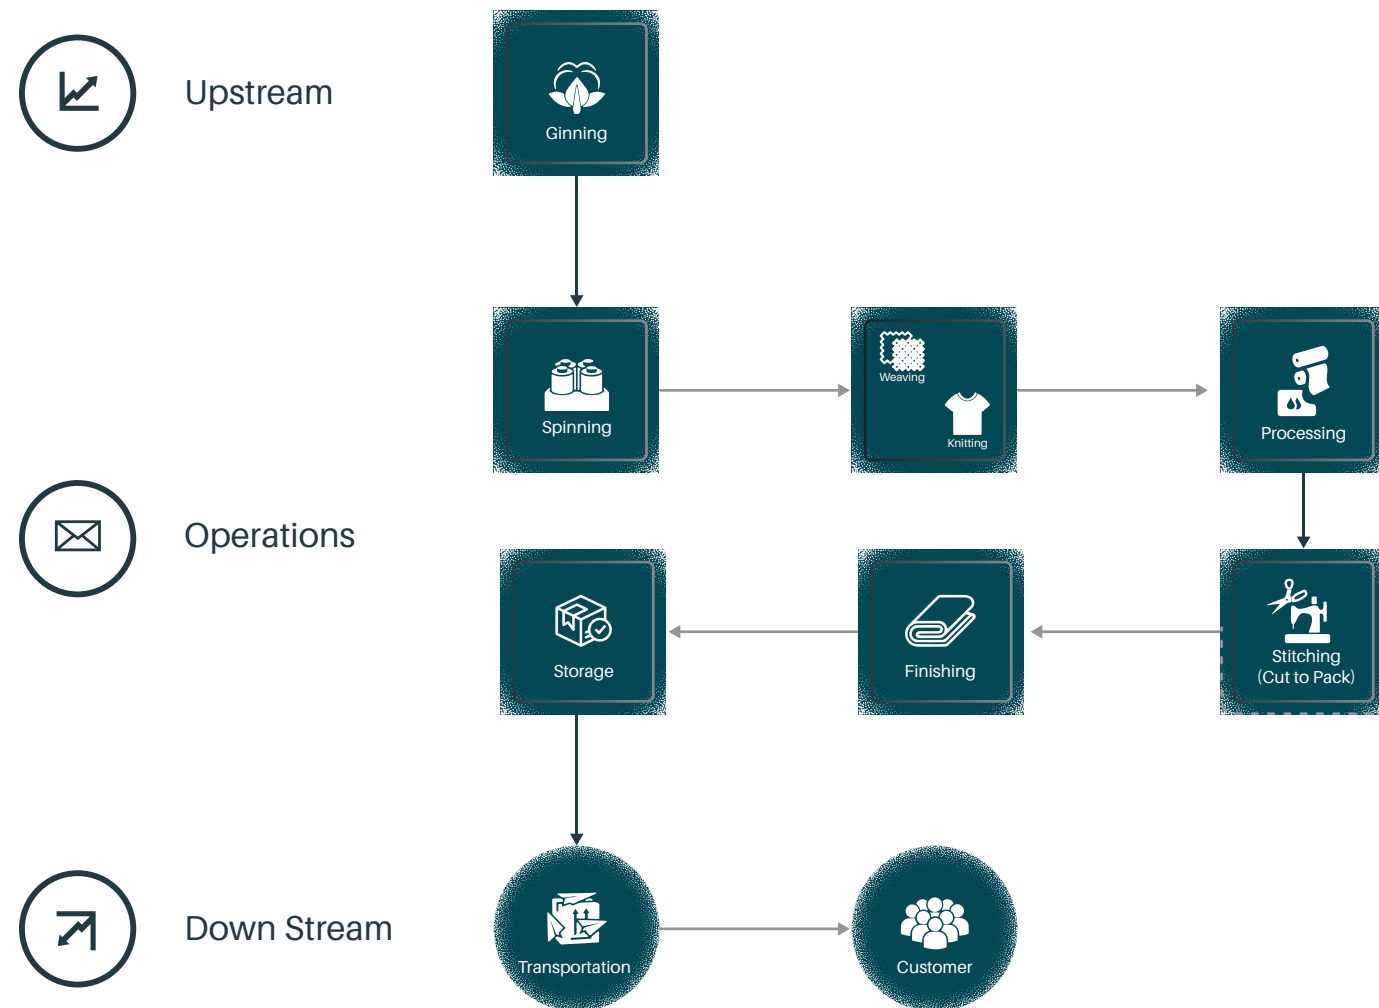 Upstream
Ginning
Spinning
Weaving
Knitting
Processing
Operations
Storage
Finishing
Stitching
(Cut to Pack)
Down Stream
Transportation
Customer